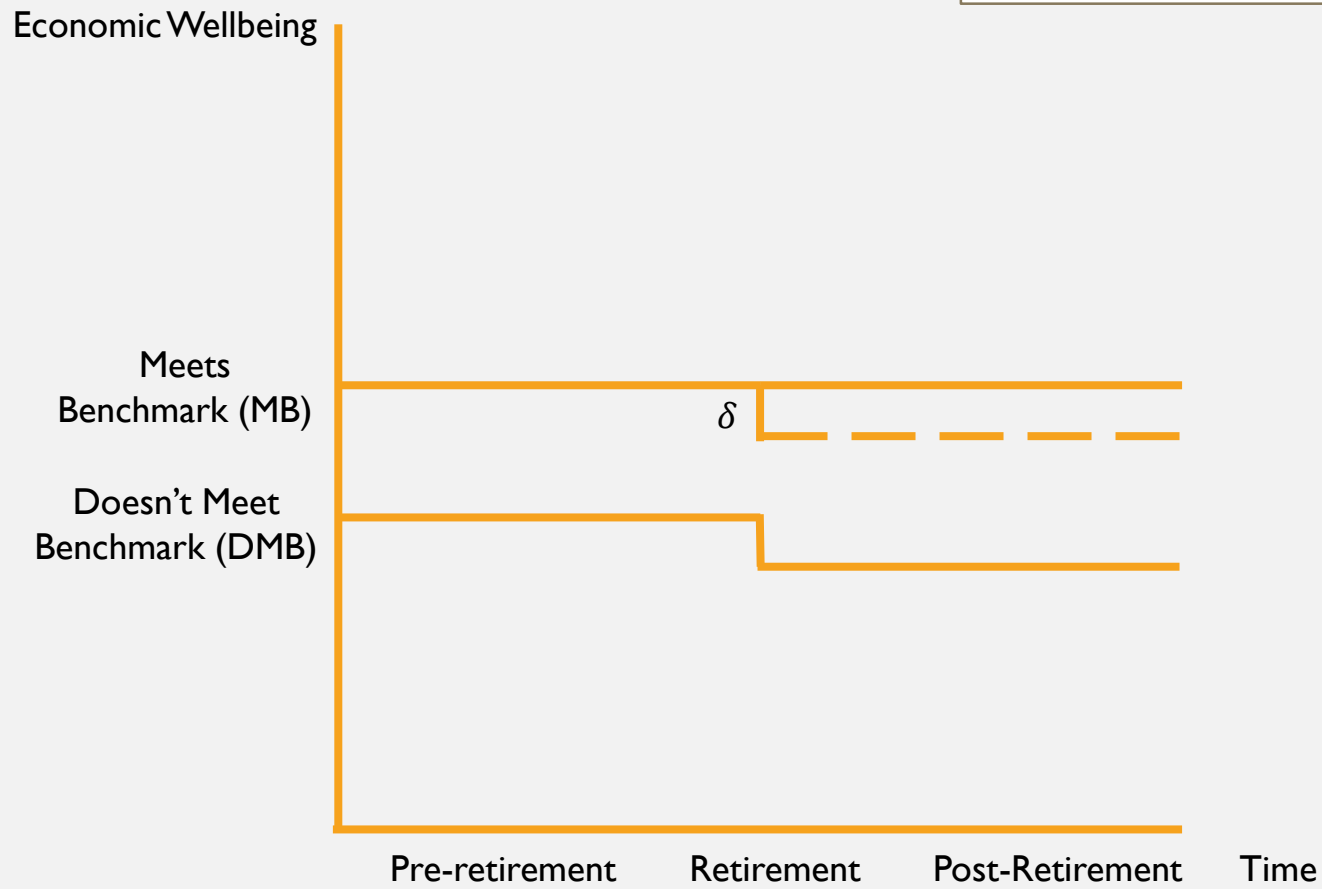 Economic Wellbeing
Meets
Benchmark (MB)
δ
Doesn’t Meet
Benchmark (DMB)
Pre-retirement Retirement Post-Retirement Time